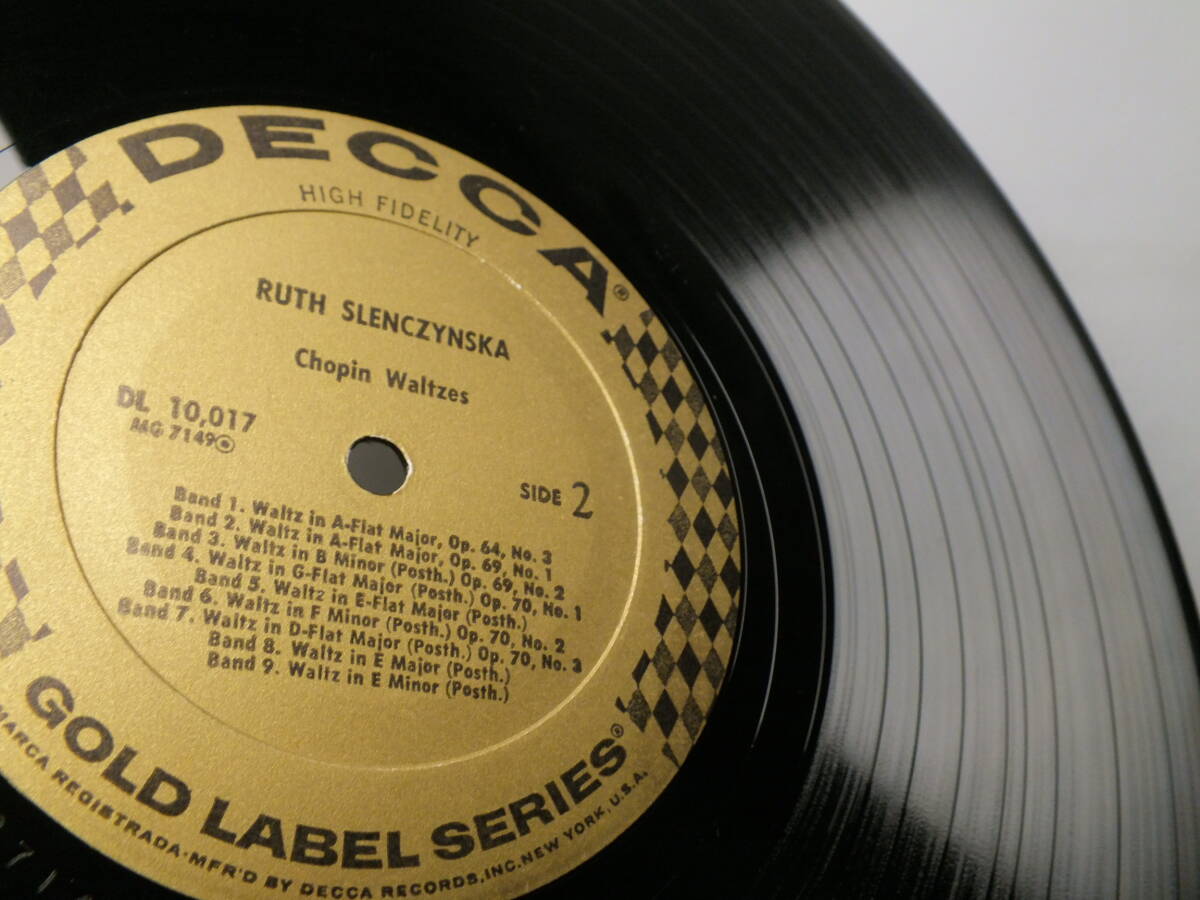 DECCA®
HIGH FIDELITY
RUTH SLENCZYNSKA
Chopin Waltzes
DL 10,017
MG 7149
SIDE 2
Band 1. Waltz in A-Flat Major, Op. 64, No. 3
Band 2. Waltz in A-Flat Major, Op. 69, No. 1
Band 3. Waltz in B Minor (Posth.) Op. 69, No. 2
Band 4. Waltz in G-Flat Major (Posth.) Op. 70, No. 1
Band 5. Waltz in E-Flat Major (Posth.)
Band 6. Waltz in F Minor (Posth.) Op. 70, No. 2
Band 7. Waltz in D-Flat Major (Posth.) Op. 70, No. 3
Band 8. Waltz in E Major (Posth.)
Band 9. Waltz in E Minor (Posth.)
GOLD LABEL SERIES®
MARCA REGISTRADA·MFR'D BY DECCA RECORDS, INC. NEW YORK, U.S.A.